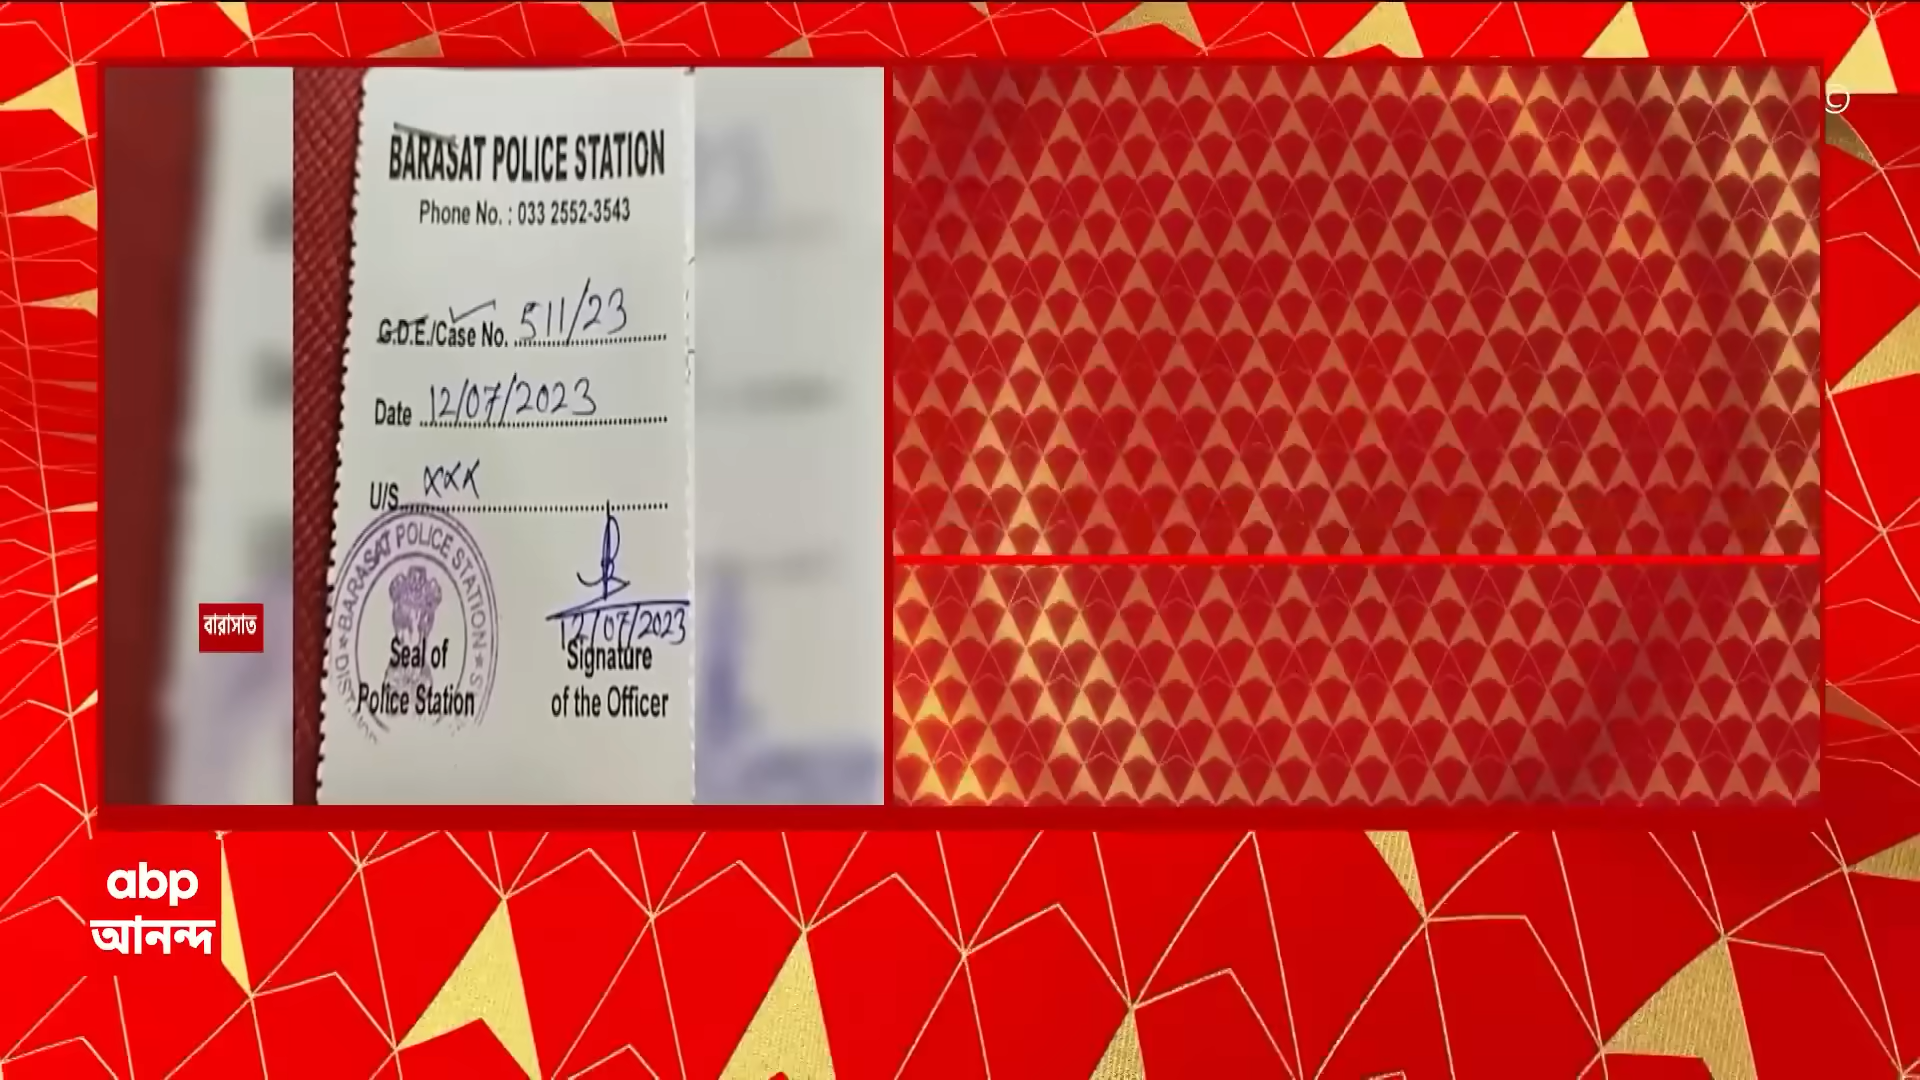 BARASAT POLICE STATION
Phone No. : 033 2552-3543
G.D.E./Case No. 511/23
Date 12/07/2023
U/S xxx
BARASAT POLICE STATION
12/07/2023
Seal of
Police Station
Signature
of the Officer
বারাসাত
abp
আনন্দ
©